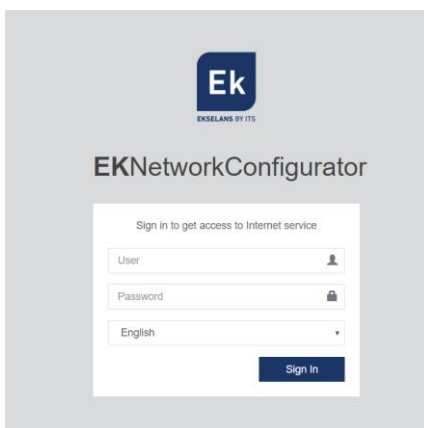 Ek
EKSELANS BY ITS
EKNetworkConfigurator
Sign in to get access to Internet service
User
Password
English
Sign In